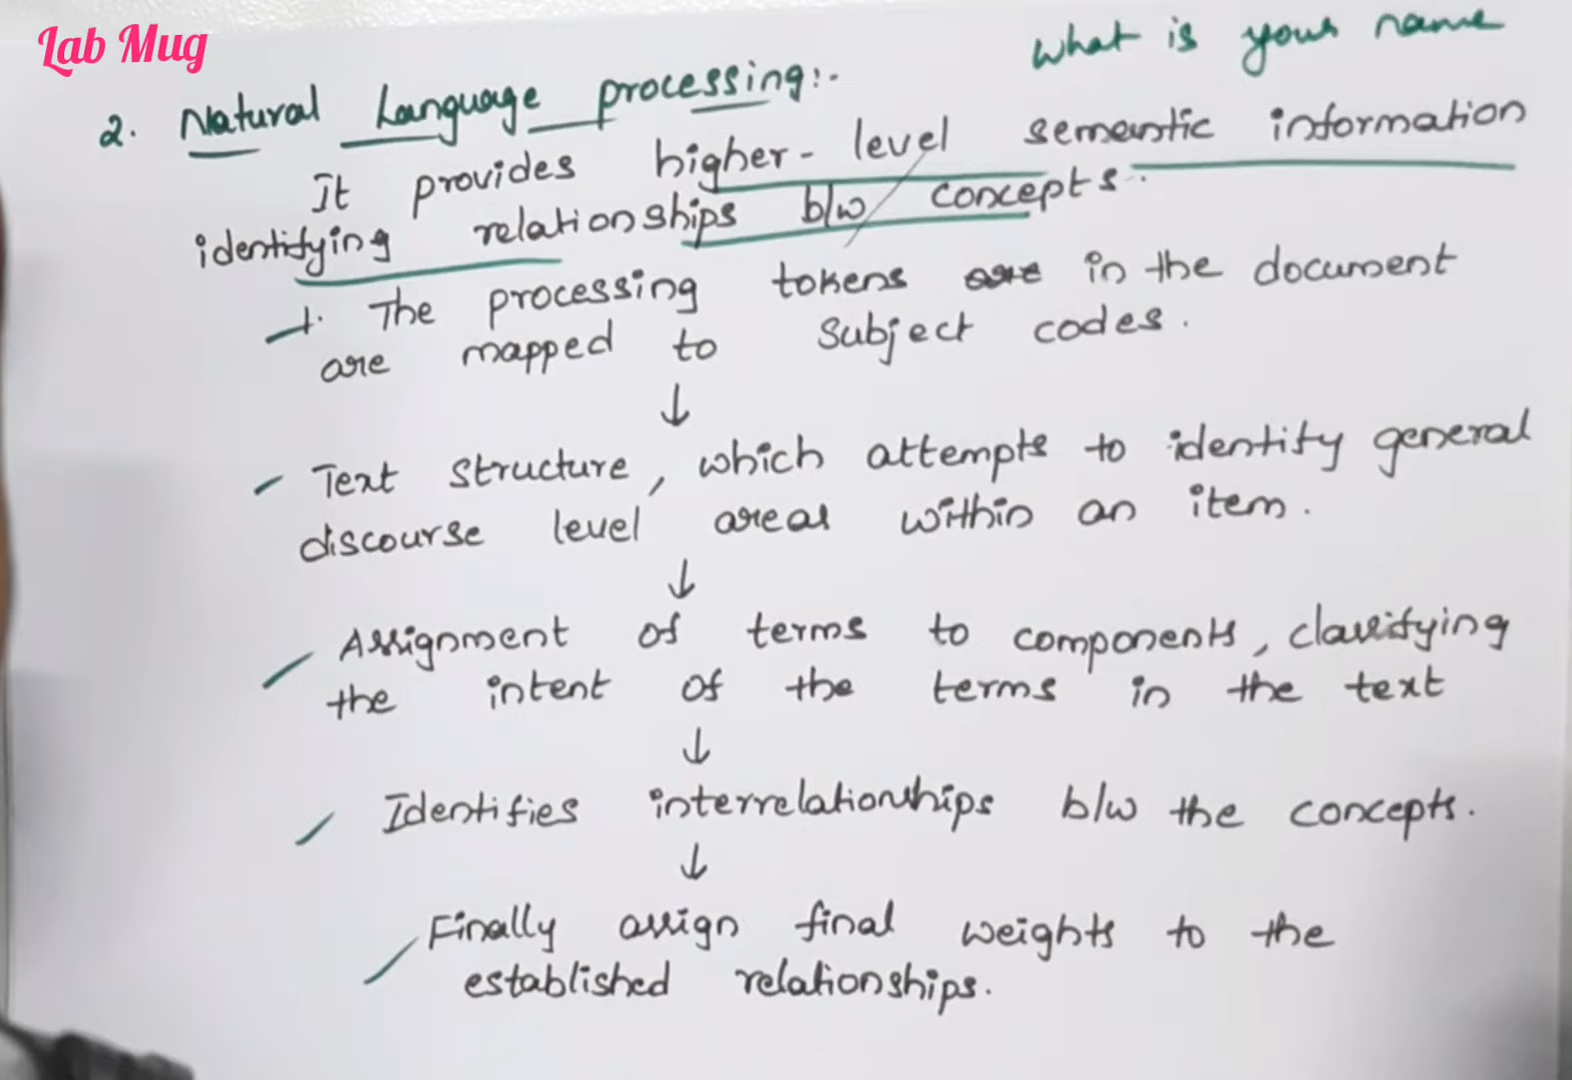 Lab Mug
What is your name
2. Natural Language processing:-
It provides higher-level semantic information
identifying relationships b/w concepts.
1. The processing tokens are in the document
are mapped to Subject codes.
↓
Text Structure, which attempts to identify general
discourse level areas within an item.
↓
Assignment of terms to components, classifying
the intent of the terms in the text
↓
Identifies interrelationships b/w the concepts.
↓
Finally assign final weights to the
established relationships.